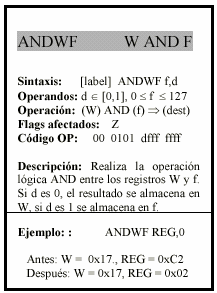 ANDWF W AND F
Sintaxis: [label] ANDWF f,d
Operandos: d ∈ [0,1], 0 ≤ f ≤ 127
Operación: (W) AND (f) ⇒ (dest)
Flags afectados: Z
Código OP: 00 0101 dfff ffff
Descripción: Realiza la operación
lógica AND entre los registros W y f.
Si d es 0, el resultado se almacena en
W, si d es 1 se almacena en f.
Ejemplo: : ANDWF REG,0
Antes: W = 0x17., REG = 0xC2
Después: W = 0x17, REG = 0x02